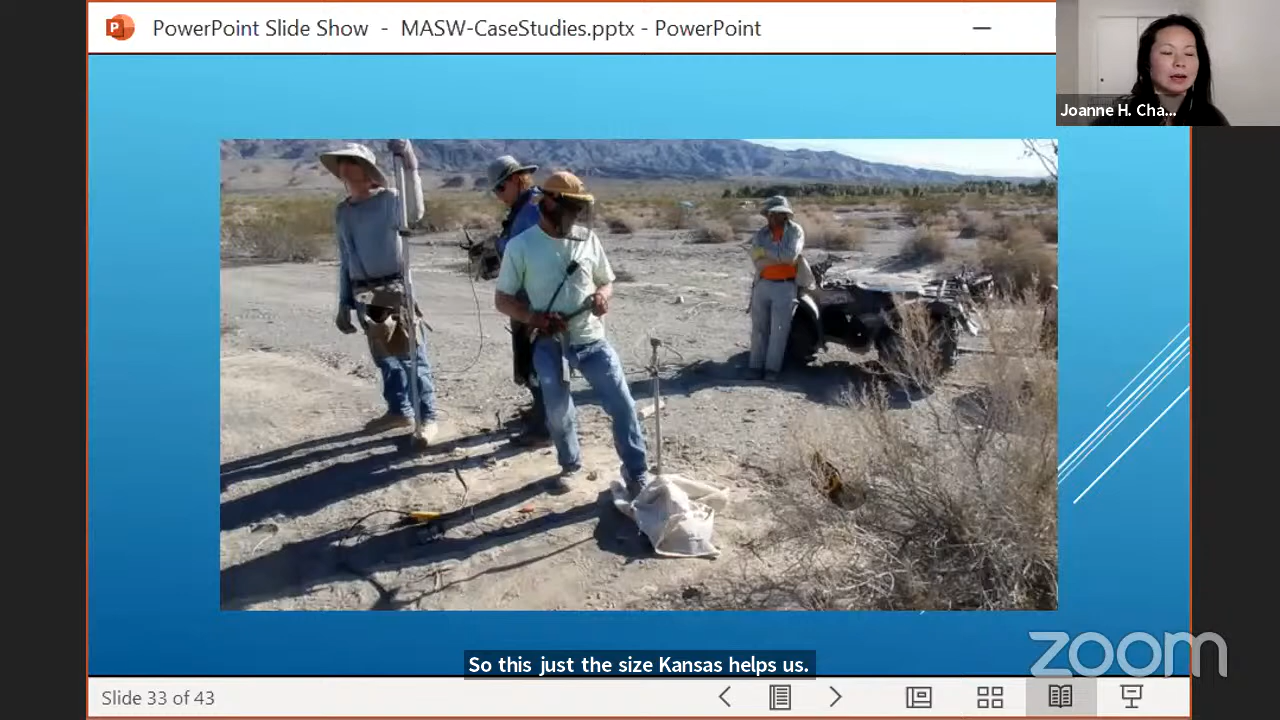 P PowerPoint Slide Show - MASW-CaseStudies.pptx - PowerPoint
Joanne H. Cha...
So this just the size Kansas helps us.
zoom
Slide 33 of 43